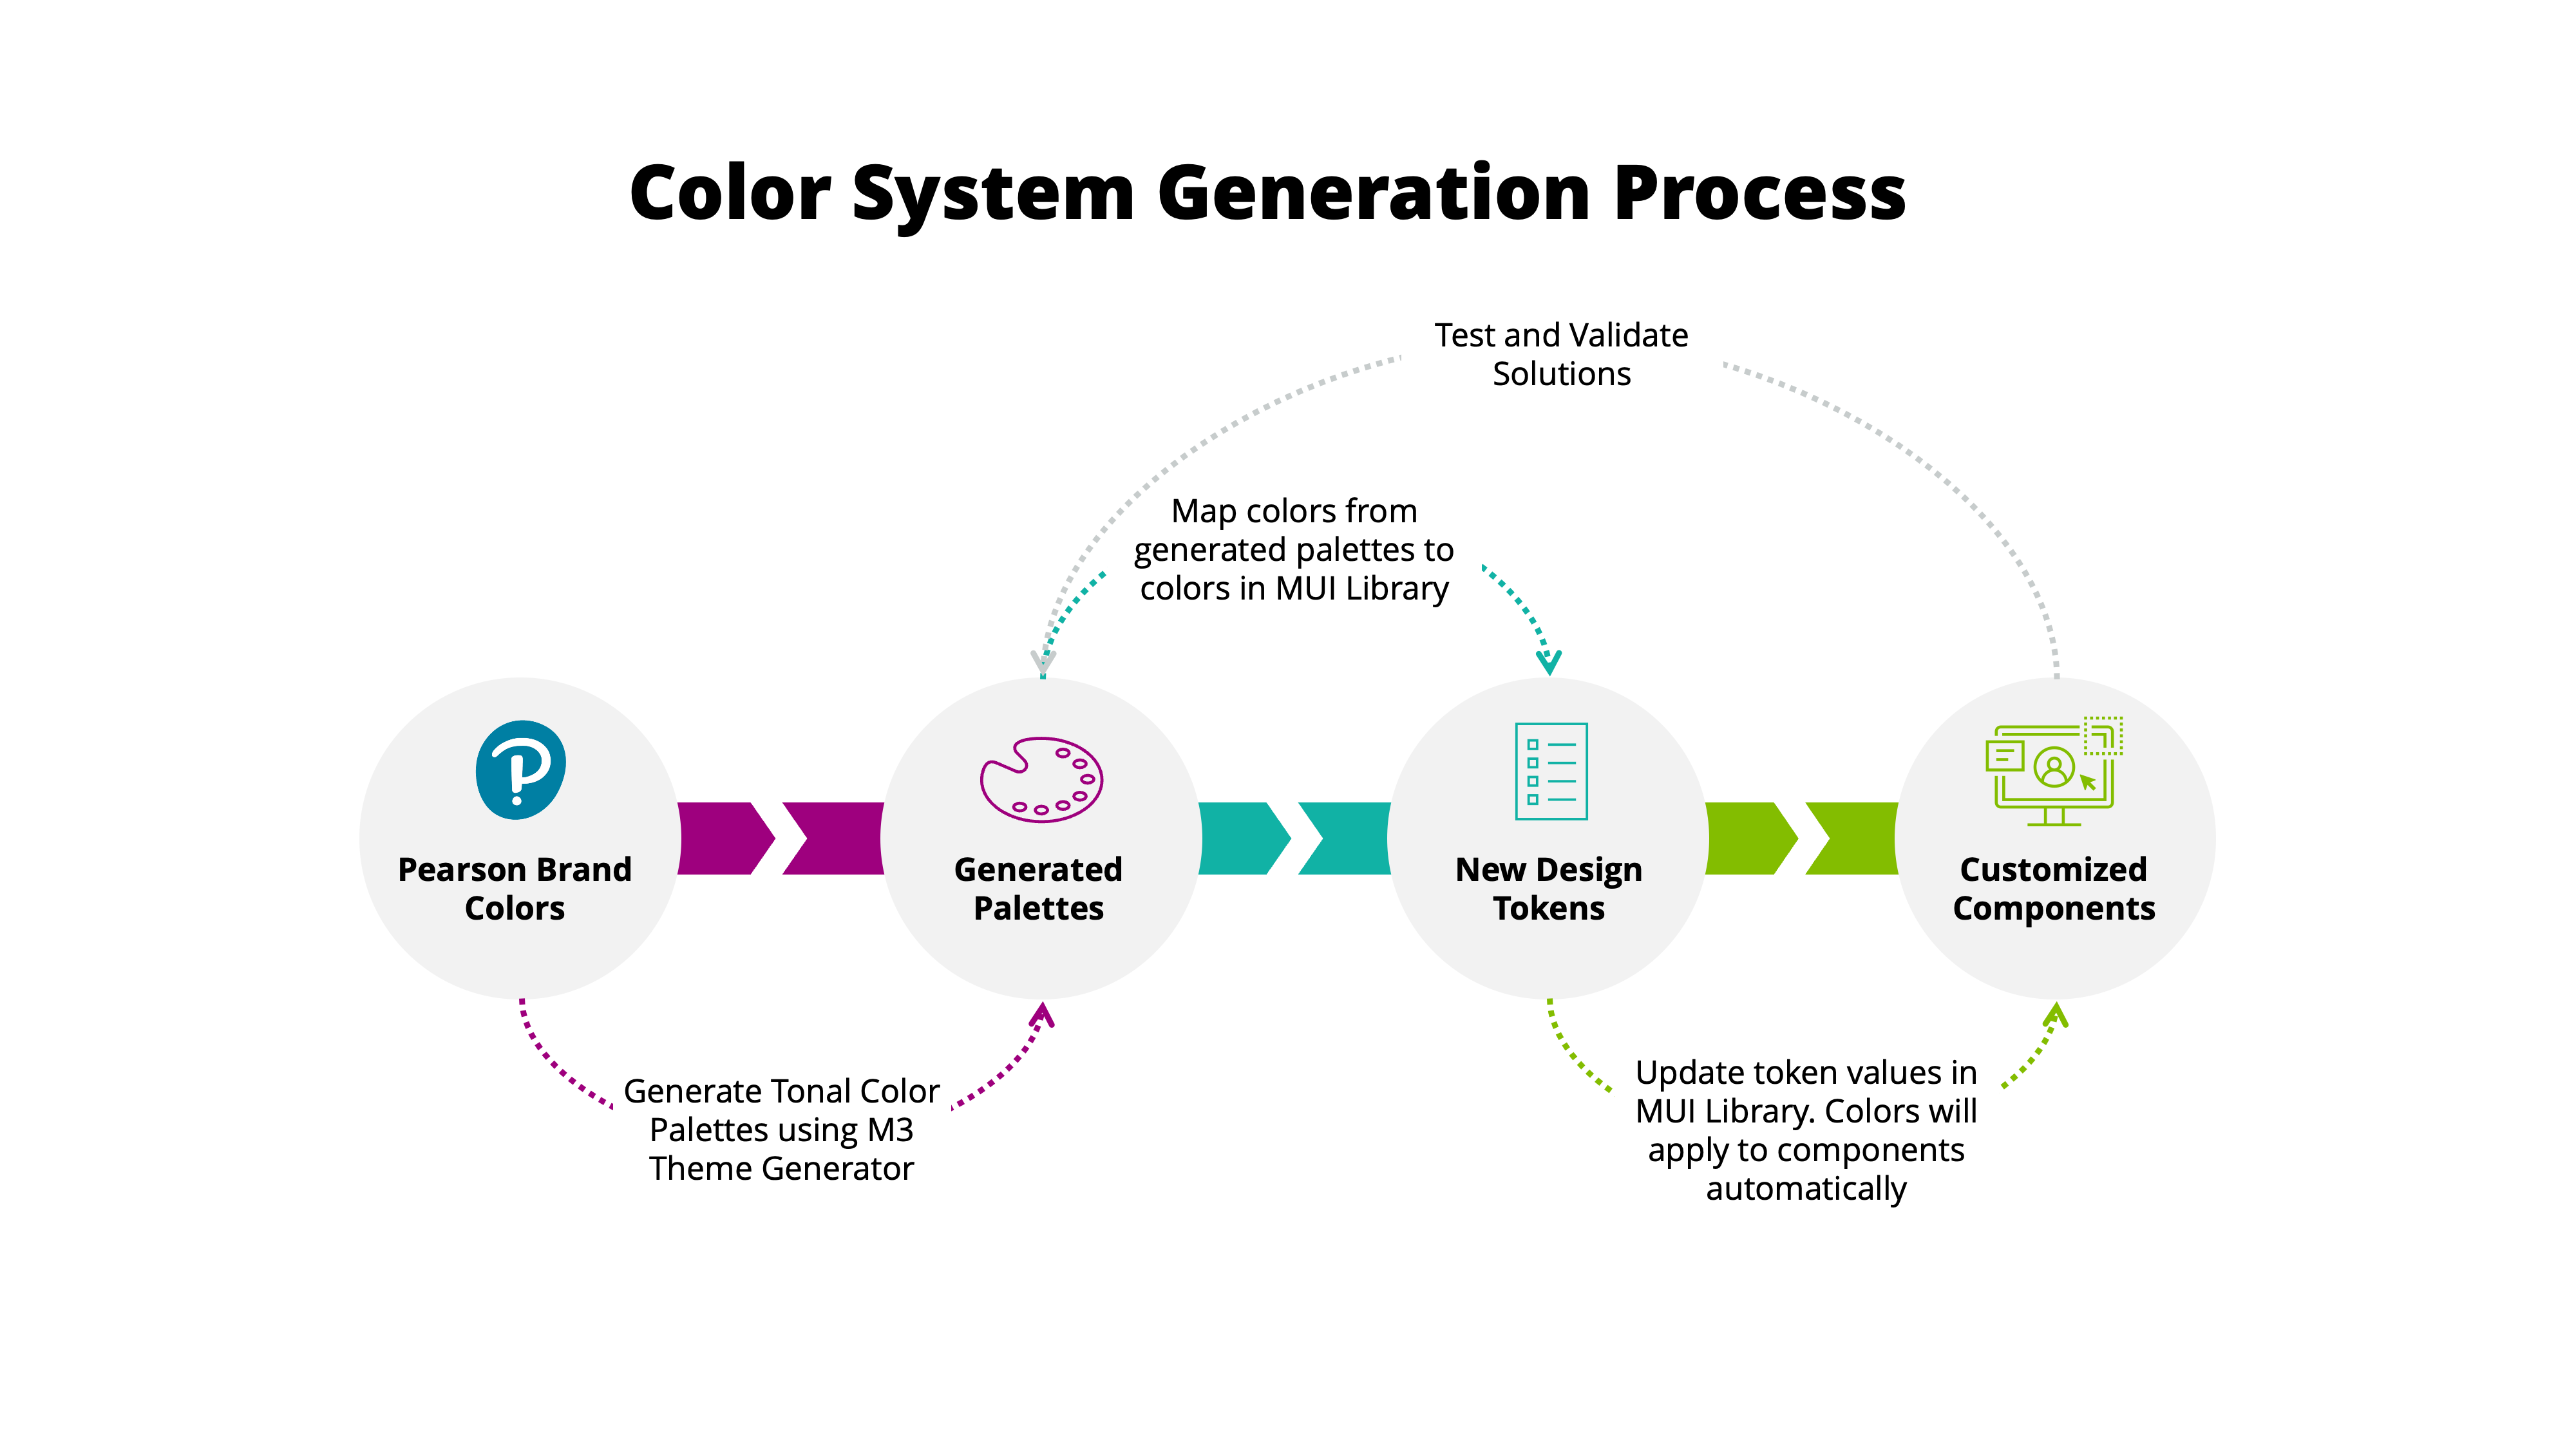 Color System Generation Process
Test and Validate
Solutions
Map colors from
generated palettes to
colors in MUI Library
Pearson Brand
Colors
Generated
Palettes
New Design
Tokens
Customized
Components
Generate Tonal Color
Palettes using M3
Theme Generator
Update token values in
MUI Library. Colors will
apply to components
automatically